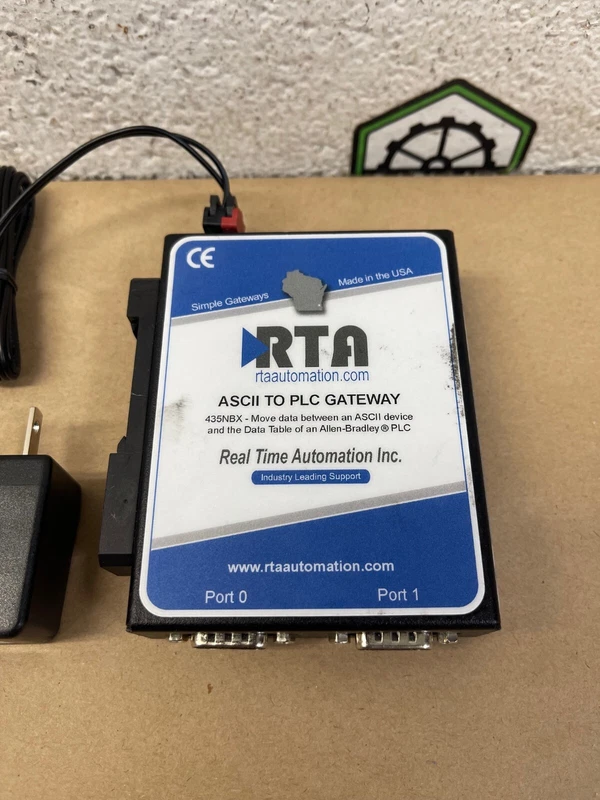 CE
Simple Gateways
Made in the USA
RTA
rtaautomation.com
ASCII TO PLC GATEWAY
435NBX - Move data between an ASCII device
and the Data Table of an Allen-Bradley® PLC
Real Time Automation Inc.
Industry Leading Support
www.rtaautomation.com
Port 0
Port 1